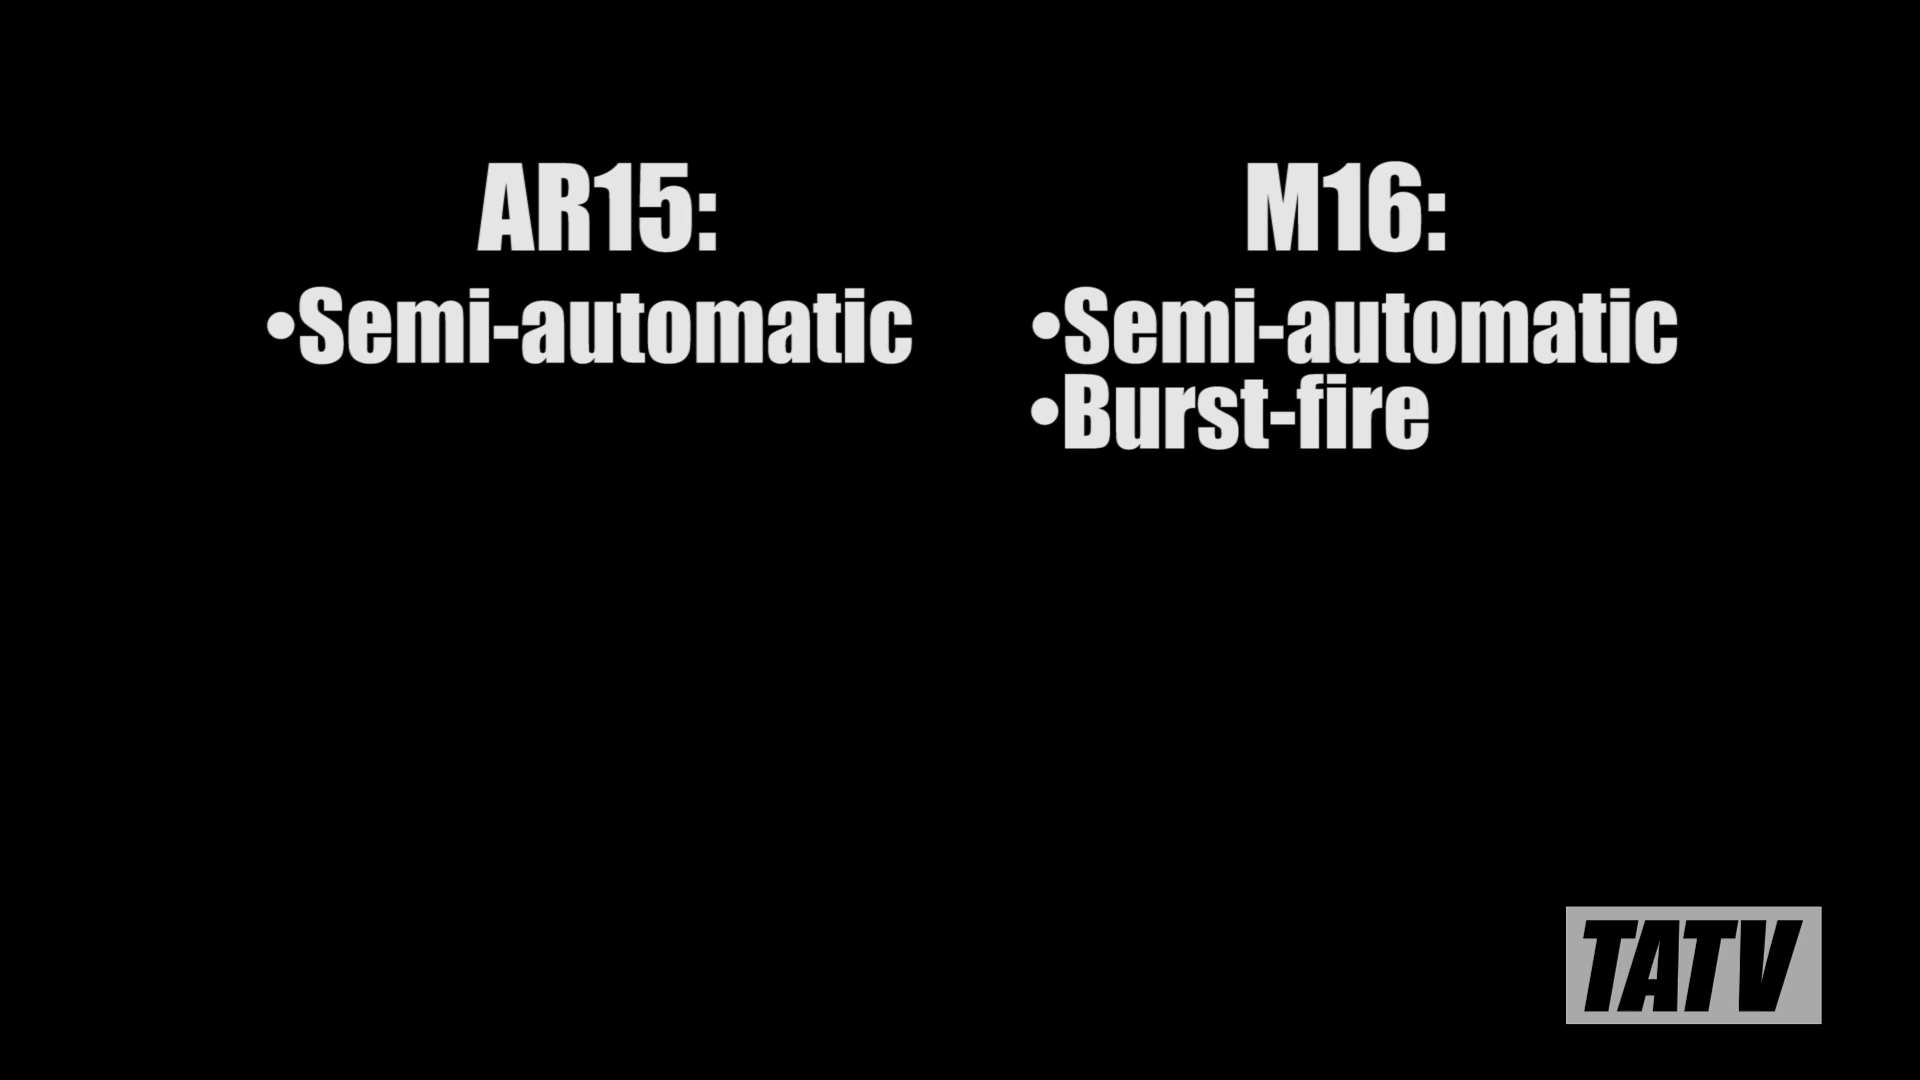 AR15:
•Semi-automatic
M16:
•Semi-automatic
•Burst-fire
TATV